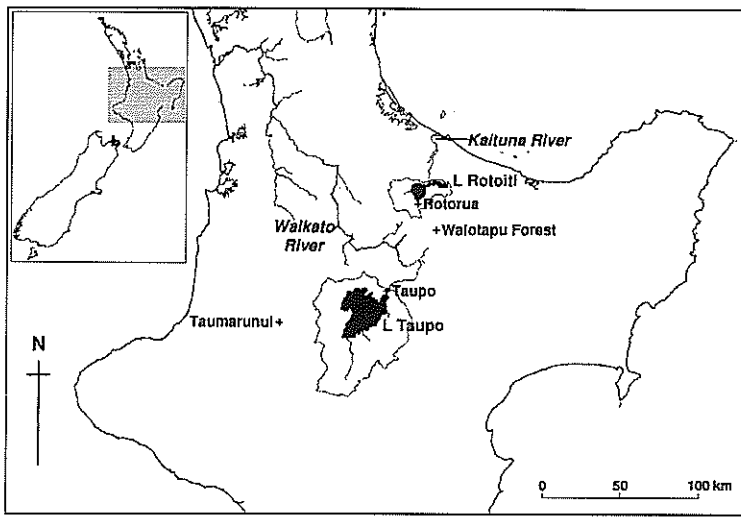 Kaituna River
L Rotoiti
Rotorua
Waiotapu Forest
Waikato
River
Taupo
L Taupo
Taumarunui
N
0 50 100 km